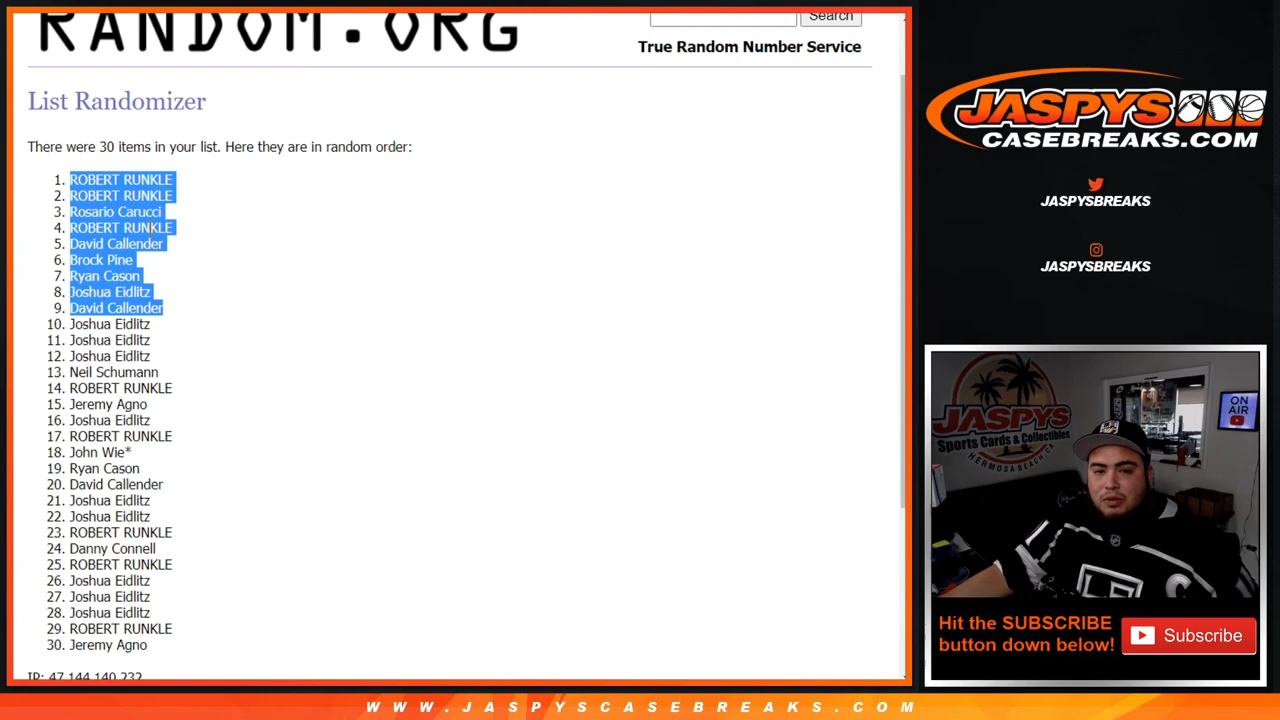 RANDOM.ORG
Search
True Random Number Service
List Randomizer
There were 30 items in your list. Here they are in random order:
1. ROBERT RUNKLE
2. ROBERT RUNKLE
3. Rosario Carucci
4. ROBERT RUNKLE
5. David Callender
6. Brock Pine
7. Ryan Cason
8. Joshua Eidlitz
9. David Callender
10. Joshua Eidlitz
11. Joshua Eidlitz
12. Joshua Eidlitz
13. Neil Schumann
14. ROBERT RUNKLE
15. Jeremy Agno
16. Joshua Eidlitz
17. ROBERT RUNKLE
18. John Wie*
19. Ryan Cason
20. David Callender
21. Joshua Eidlitz
22. Joshua Eidlitz
23. ROBERT RUNKLE
24. Danny Connell
25. ROBERT RUNKLE
26. Joshua Eidlitz
27. Joshua Eidlitz
28. Joshua Eidlitz
29. ROBERT RUNKLE
30. Jeremy Agno
IP: 47.144.140.232
JASPYS
CASEBREAKS.COM
JASPYSBREAKS
JASPYSBREAKS
JASPYS
Sports Cards & Collectibles
HERMOSA BEACH CA
ON
AIR
LA
C
Hit the SUBSCRIBE
button down below!
Subscribe
WWW.JASPYSCASEBREAKS.COM